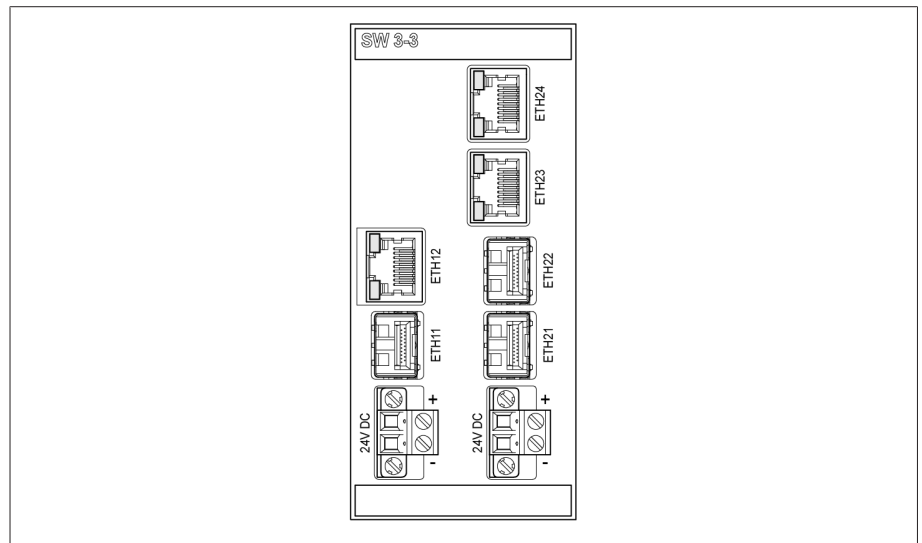 SW 3-3
ETH24
ETH23
ETH12
ETH22
ETH11
ETH21
24V DC
+
-
24V DC
+
-